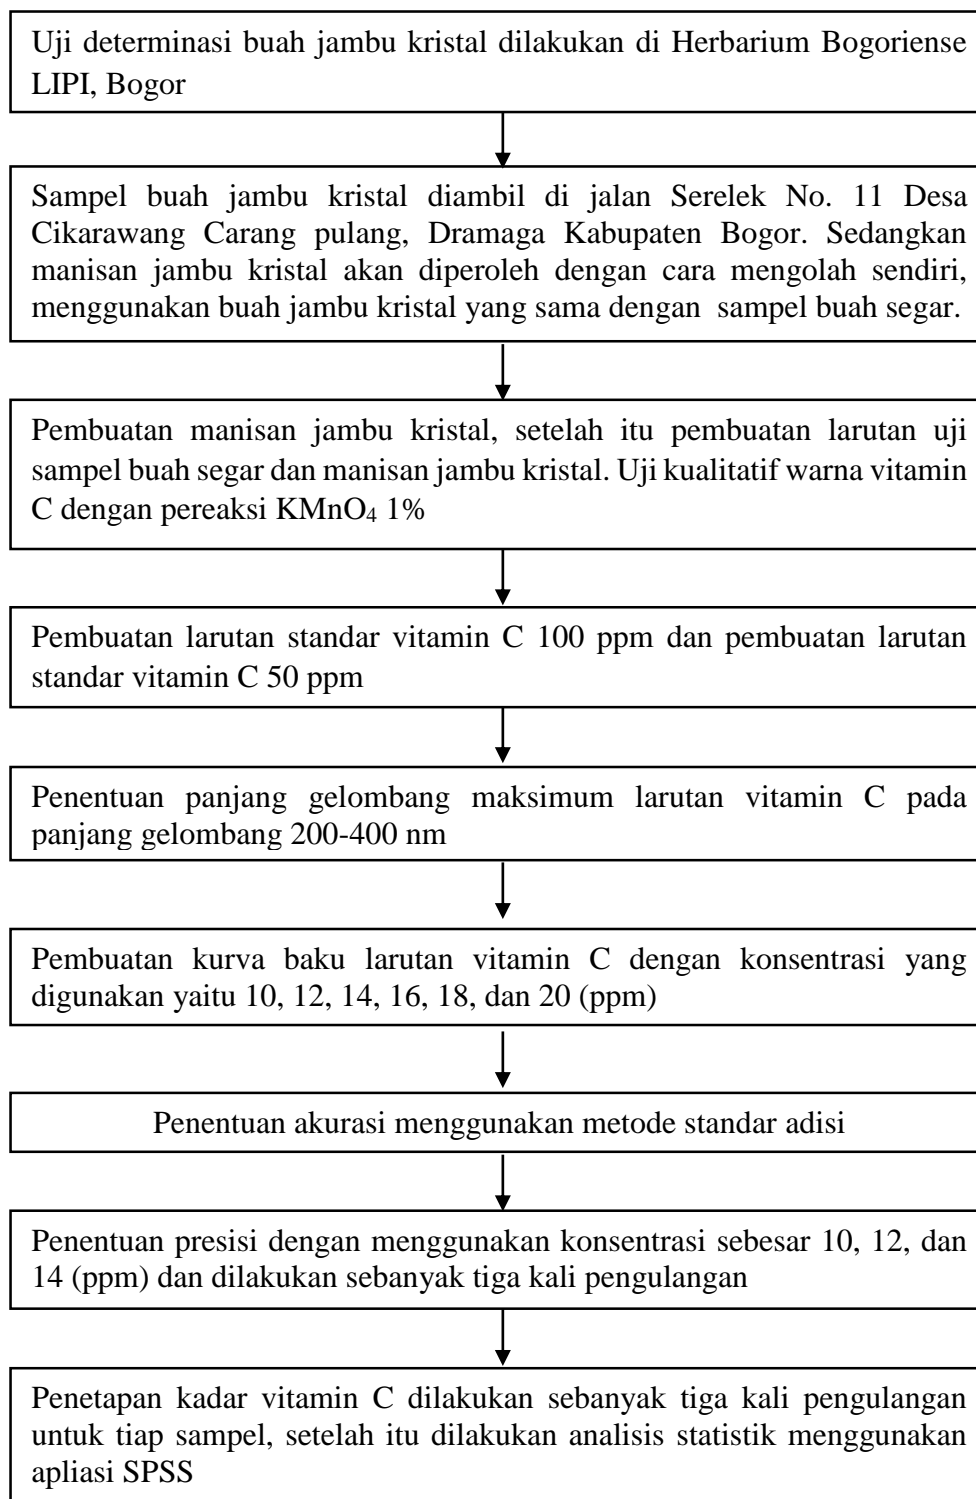 Uji determinasi buah jambu kristal dilakukan di Herbarium Bogoriense
LIPI, Bogor
Sampel buah jambu kristal diambil di jalan Serelek No. 11 Desa
Cikarawang Carang pulang, Dramaga Kabupaten Bogor. Sedangkan
manisan jambu kristal akan diperoleh dengan cara mengolah sendiri,
menggunakan buah jambu kristal yang sama dengan  sampel buah segar.
Pembuatan manisan jambu kristal, setelah itu pembuatan larutan uji
sampel buah segar dan manisan jambu kristal. Uji kualitatif warna vitamin
C dengan pereaksi KMnO₄ 1%
Pembuatan larutan standar vitamin C 100 ppm dan pembuatan larutan
standar vitamin C 50 ppm
Penentuan panjang gelombang maksimum larutan vitamin C pada
panjang gelombang 200-400 nm
Pembuatan kurva baku larutan vitamin C dengan konsentrasi yang
digunakan yaitu 10, 12, 14, 16, 18, dan 20 (ppm)
Penentuan akurasi menggunakan metode standar adisi
Penentuan presisi dengan menggunakan konsentrasi sebesar 10, 12, dan
14 (ppm) dan dilakukan sebanyak tiga kali pengulangan
Penetapan kadar vitamin C dilakukan sebanyak tiga kali pengulangan
untuk tiap sampel, setelah itu dilakukan analisis statistik menggunakan
apliasi SPSS